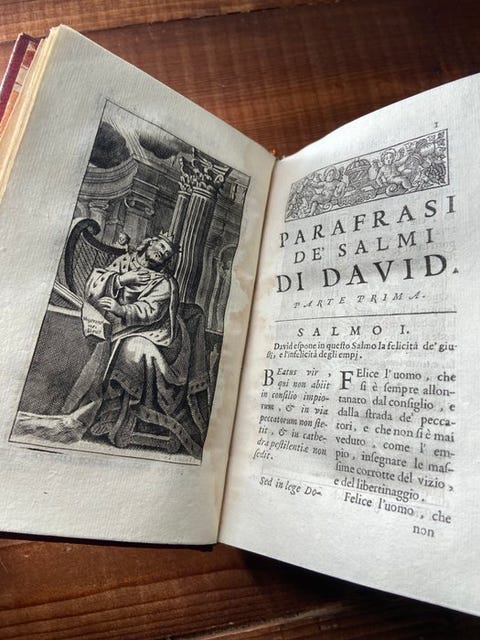 1
PARAFRASI
DE' SALMI
DI DAVID.
PARTE PRIMA.
SALMO I.
David eſpone in queſto Salmo la felicità de' giu-
ſti, e l'infelicità degli empj.
BEatus vir,
qui non abiit
in conſilio impio-
rum, & in via
peccatorum non ſte-
tit, & in cathe-
dra peſtilentiæ non
ſedit.
Sed in lege Do-
FElice l'uomo, che
ſi è ſempre allon-
tanato dal conſiglio, e
dalla ſtrada de' pecca-
tori, e che non ſi è mai
veduto, come l' em-
pio, inſegnare le maſ-
ſime corrotte del vizio,
e del libertinaggio.
Felice l'uomo, che
non